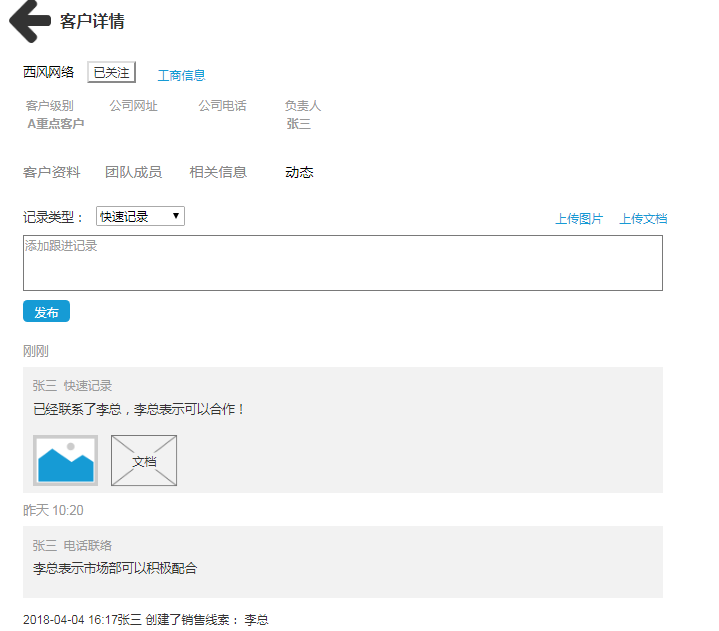 客户详情
西风网络 已关注 工商信息
客户级别 公司网址 公司电话 负责人
A重点客户 张三
客户资料 团队成员 相关信息 动态
记录类型： 快速记录 上传图片 上传文档
添加跟进记录
发布
刚刚
张三 快速记录
已经联系了李总，李总表示可以合作！
文档
昨天 10:20
张三 电话联络
李总表示市场部可以积极配合
2018-04-04 16:17张三 创建了销售线索： 李总